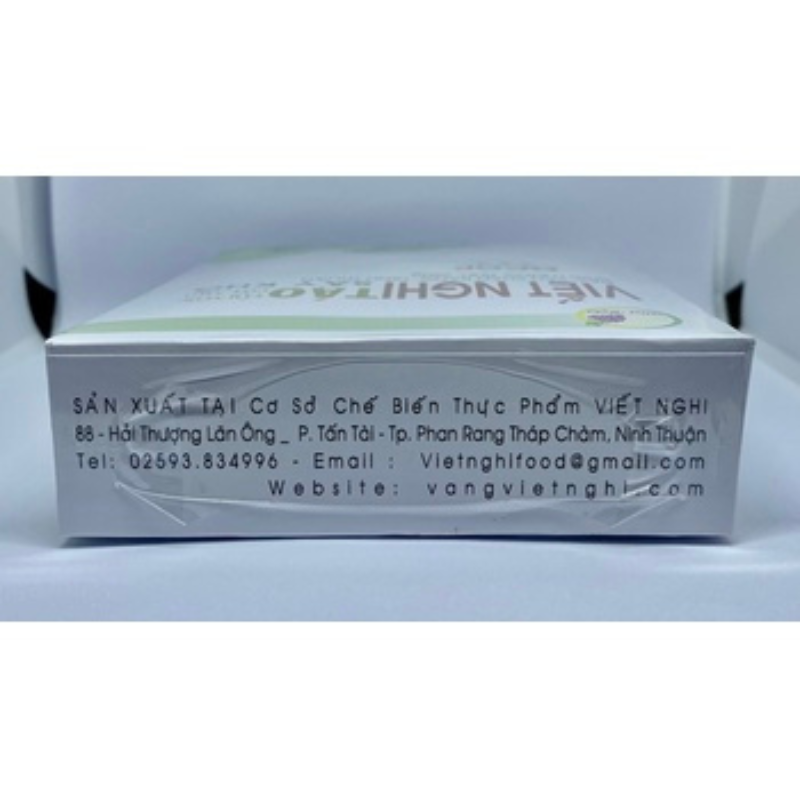 VIẾT NGHI TÁO
SẢN XUẤT TẠI Cơ Sở Chế Biến Thực Phẩm VIẾT NGHI
88 - Hải Thượng Lãn Ông _ P. Tấn Tài - Tp. Phan Rang Tháp Chàm, Ninh Thuận
Tel: 02593.834996 - Email : Vietnghifood@gmail.com
Website: vangvietnghi.com